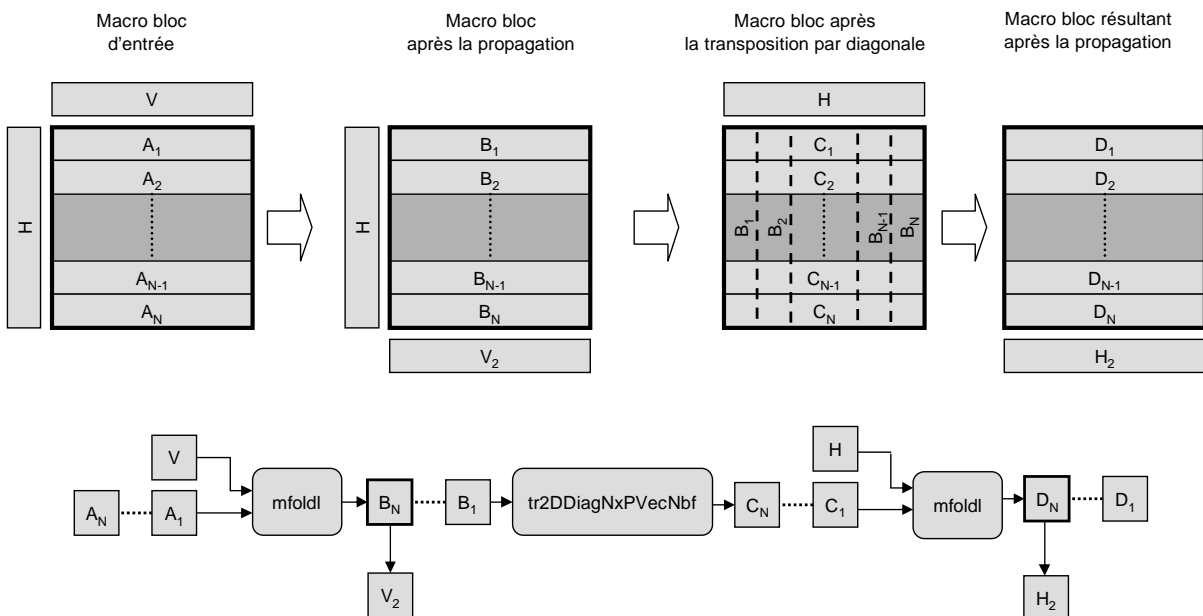 Macro bloc
d'entrée
Macro bloc
après la propagation
Macro bloc après
la transposition par diagonale
Macro bloc résultant
après la propagation
V
H
H
A1
A2
AN-1
AN
H
B1
B2
BN-1
BN
V2
C1
C2
B1
B2
BN-1
BN
CN-1
CN
D1
D2
DN-1
DN
H2
V
AN
A1
mfoldl
BN
B1
V2
tr2DDiagNxPVecNbf
CN
C1
H
mfoldl
DN
D1
H2